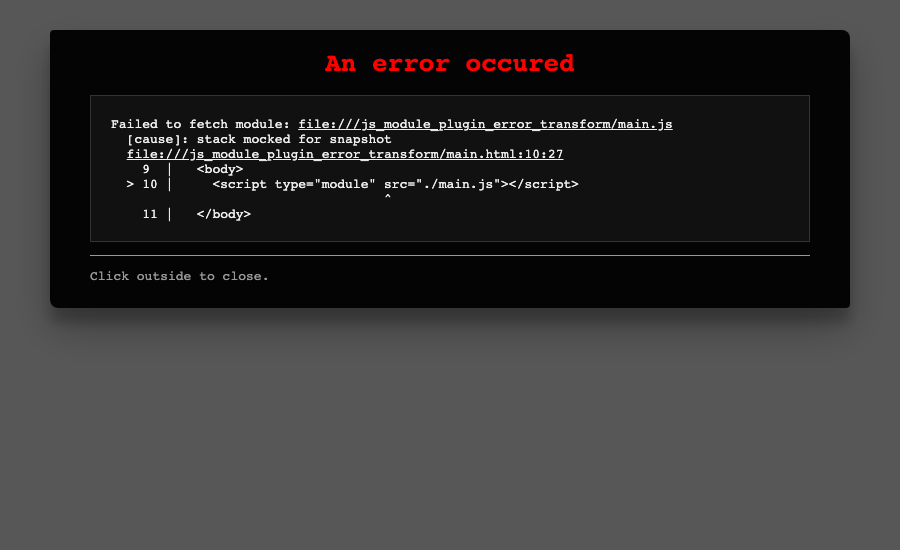 An error occured
Failed to fetch module: file:///js_module_plugin_error_transform/main.js
  [cause]: stack mocked for snapshot
  file:///js_module_plugin_error_transform/main.html:10:27
    9  |   <body>
  > 10 |     <script type="module" src="./main.js"></script>
                                   ^
    11 |   </body>
Click outside to close.